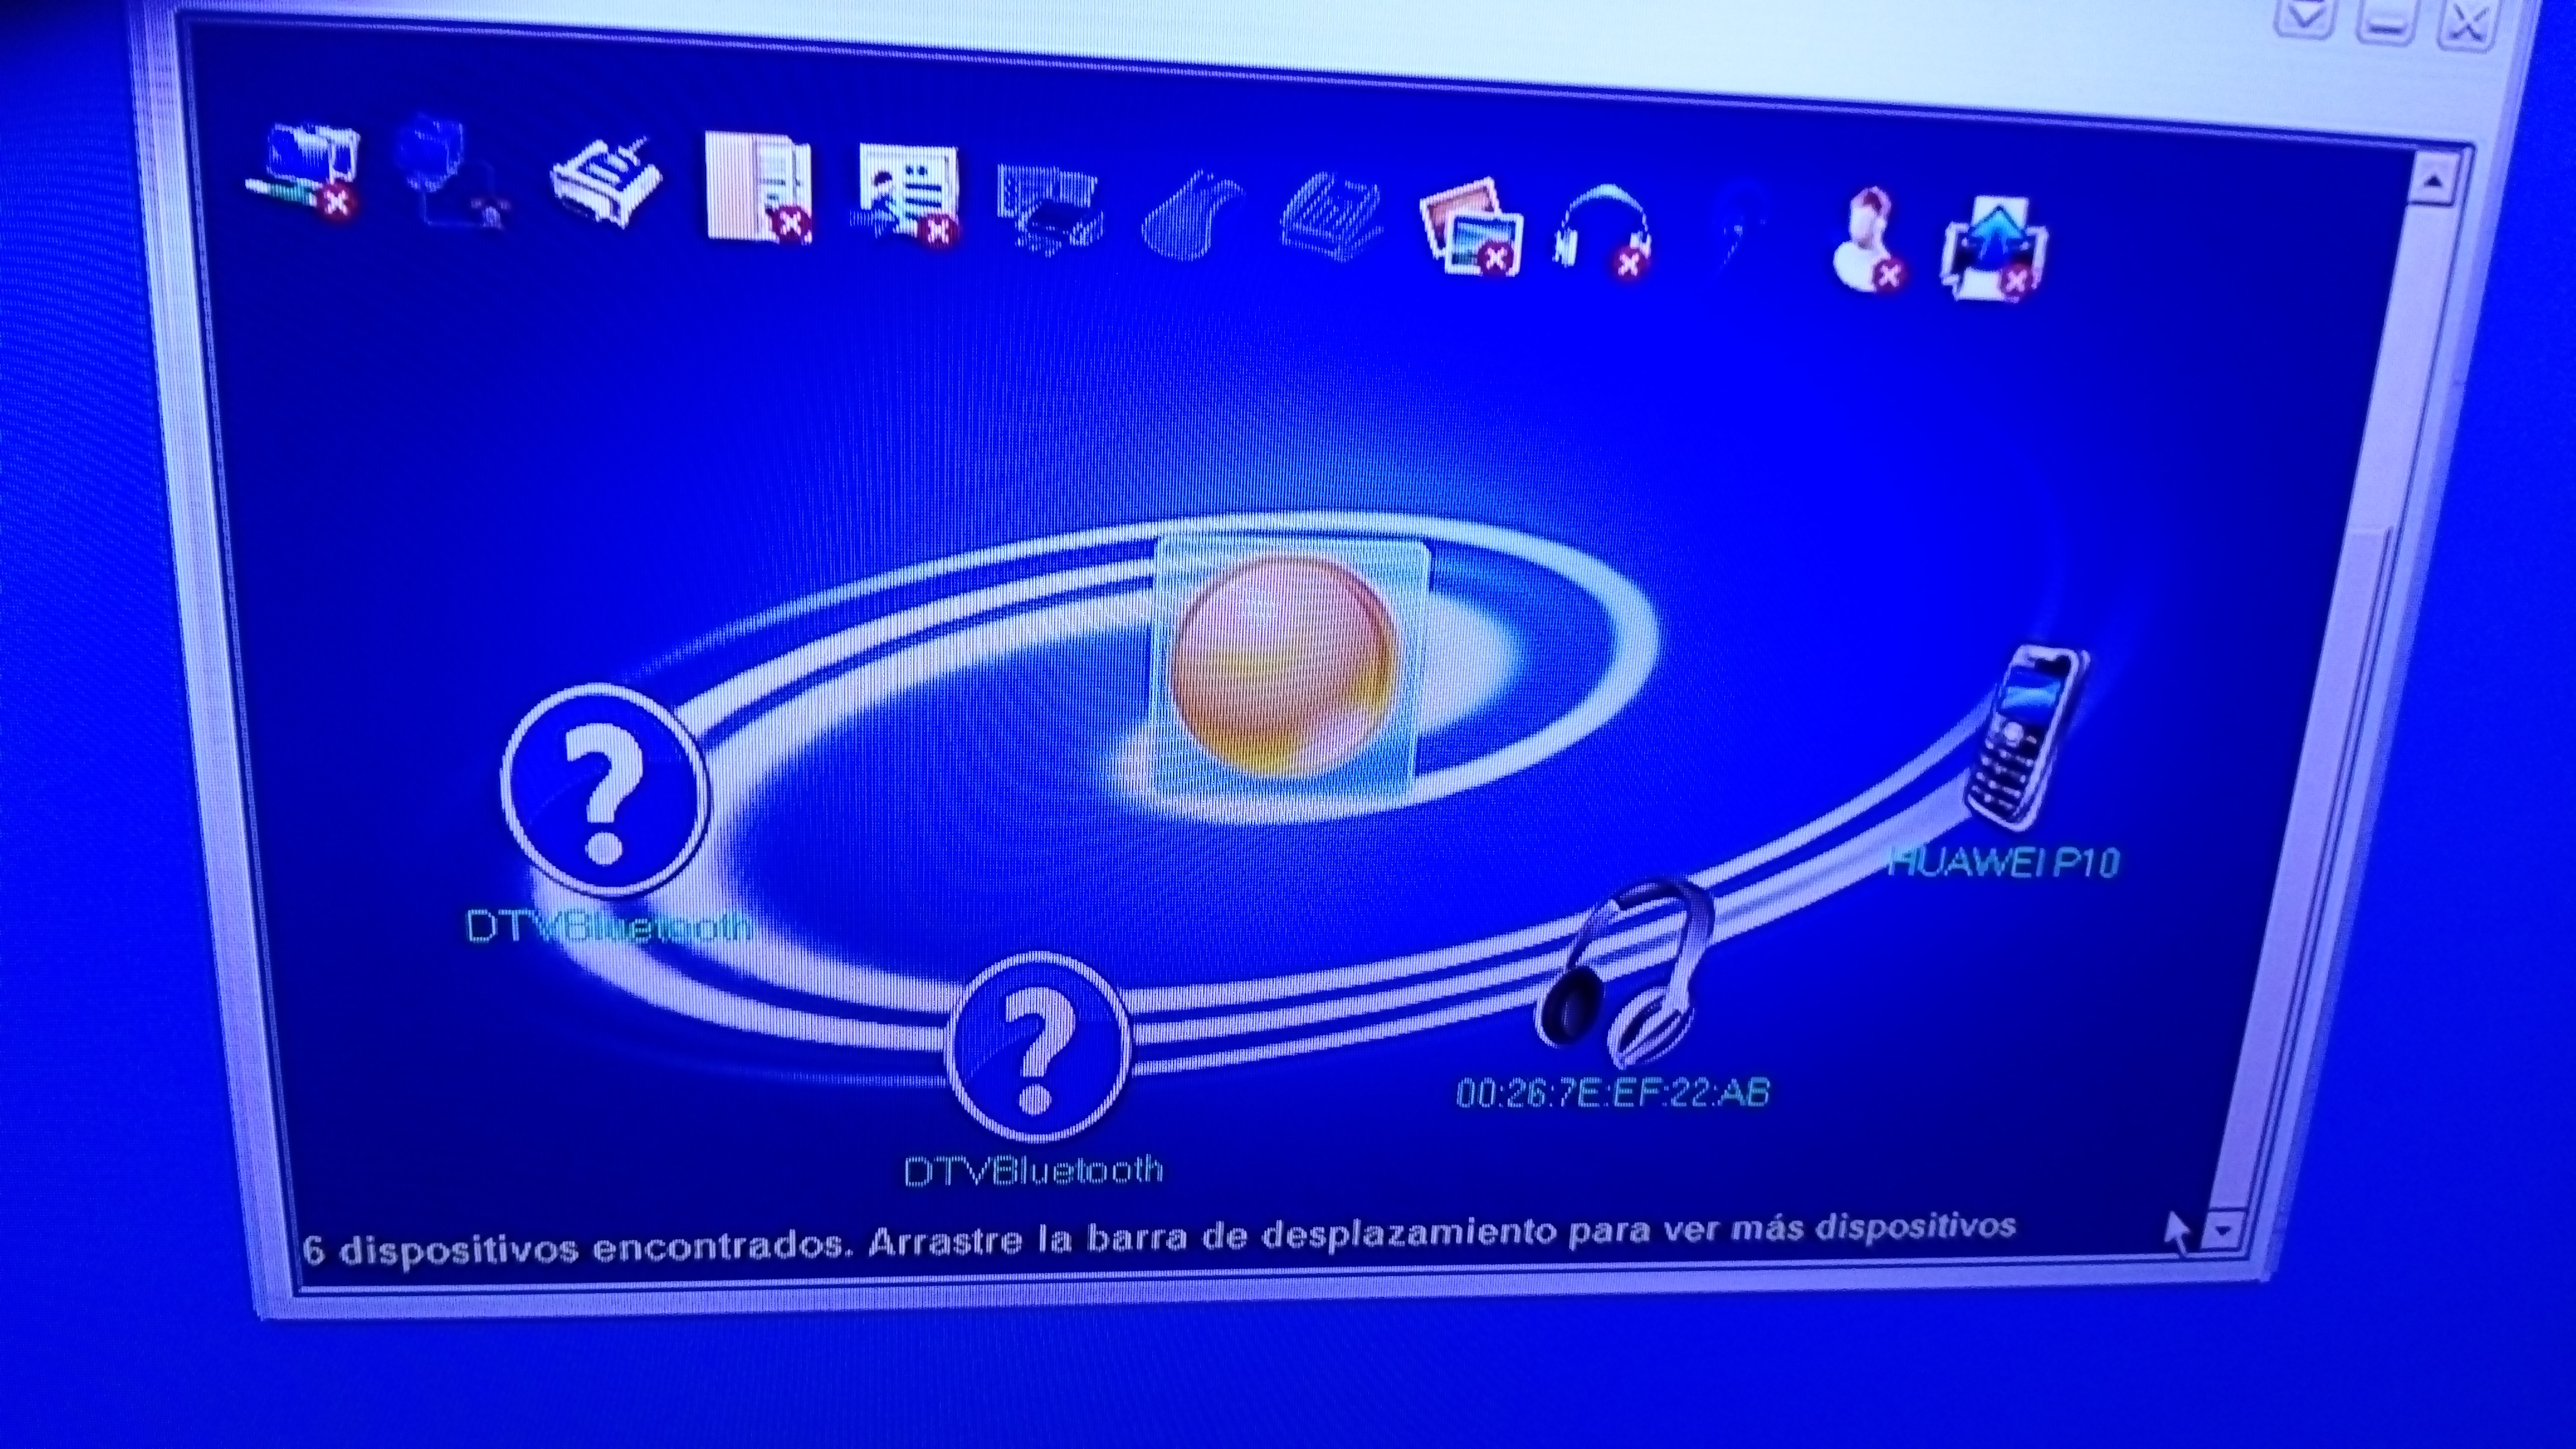 HUAWEI P10
DTVBluetooth
00:26:7E:EF:22:AB
DTVBluetooth
6 dispositivos encontrados. Arrastre la barra de desplazamiento para ver más dispositivos